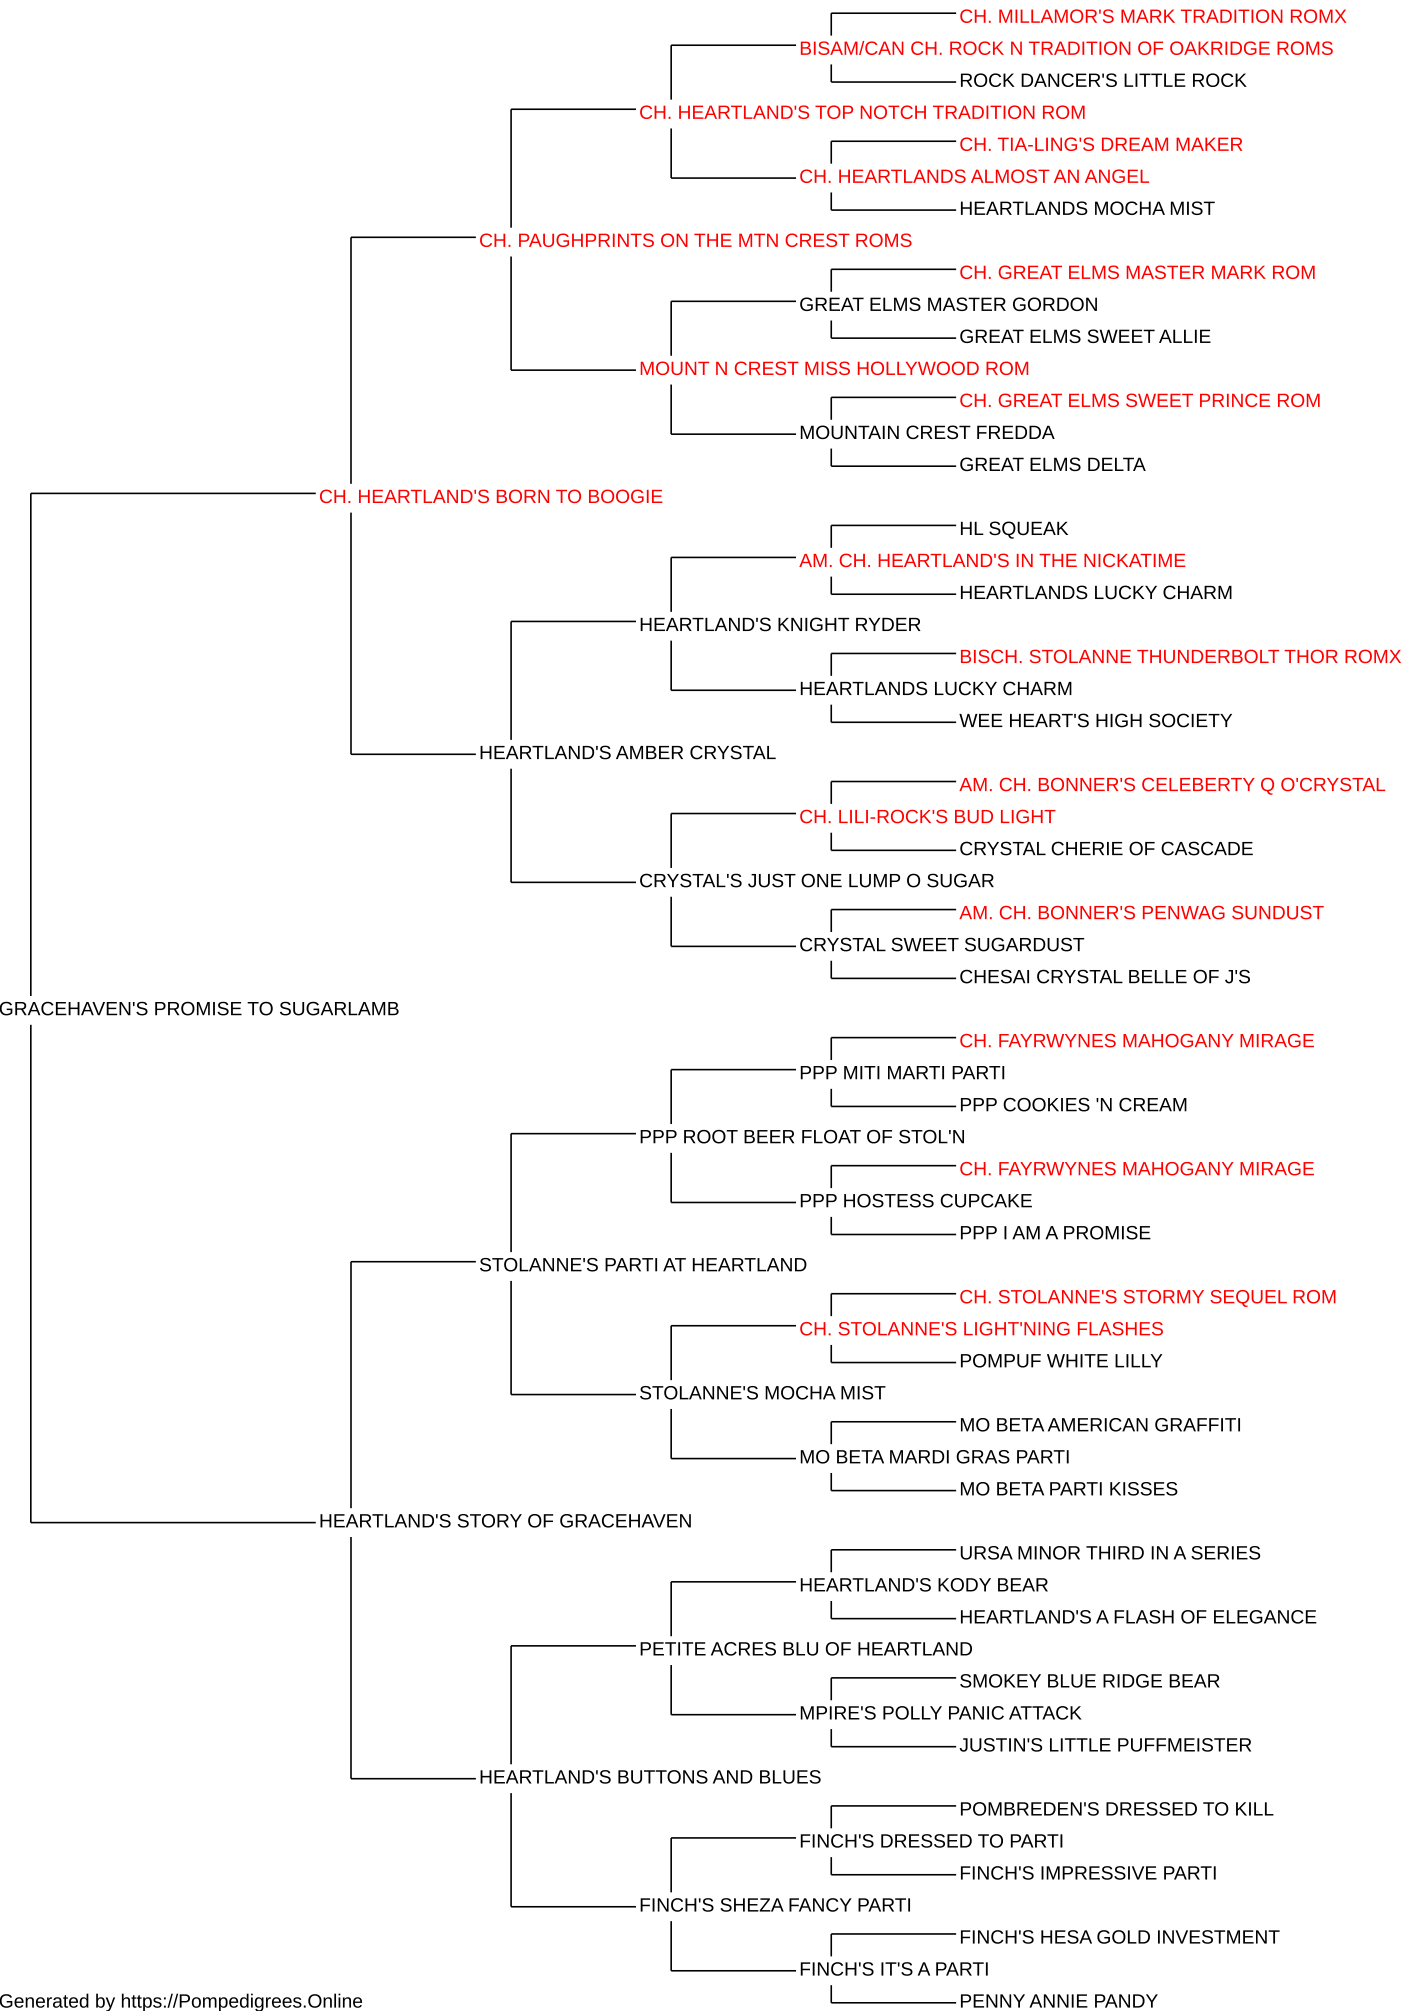 CH. MILLAMOR'S MARK TRADITION ROMX
BISAM/CAN CH. ROCK N TRADITION OF OAKRIDGE ROMS
ROCK DANCER'S LITTLE ROCK
CH. HEARTLAND'S TOP NOTCH TRADITION ROM
CH. TIA-LING'S DREAM MAKER
CH. HEARTLANDS ALMOST AN ANGEL
HEARTLANDS MOCHA MIST
CH. PAUGHPRINTS ON THE MTN CREST ROMS
CH. GREAT ELMS MASTER MARK ROM
GREAT ELMS MASTER GORDON
GREAT ELMS SWEET ALLIE
MOUNT N CREST MISS HOLLYWOOD ROM
CH. GREAT ELMS SWEET PRINCE ROM
MOUNTAIN CREST FREDDA
GREAT ELMS DELTA
CH. HEARTLAND'S BORN TO BOOGIE
HL SQUEAK
AM. CH. HEARTLAND'S IN THE NICKATIME
HEARTLANDS LUCKY CHARM
HEARTLAND'S KNIGHT RYDER
BISCH. STOLANNE THUNDERBOLT THOR ROMX
HEARTLANDS LUCKY CHARM
WEE HEART'S HIGH SOCIETY
HEARTLAND'S AMBER CRYSTAL
AM. CH. BONNER'S CELEBERTY Q O'CRYSTAL
CH. LILI-ROCK'S BUD LIGHT
CRYSTAL CHERIE OF CASCADE
CRYSTAL'S JUST ONE LUMP O SUGAR
AM. CH. BONNER'S PENWAG SUNDUST
CRYSTAL SWEET SUGARDUST
CHESAI CRYSTAL BELLE OF J'S
GRACEHAVEN'S PROMISE TO SUGARLAMB
CH. FAYRWYNES MAHOGANY MIRAGE
PPP MITI MARTI PARTI
PPP COOKIES 'N CREAM
PPP ROOT BEER FLOAT OF STOL'N
CH. FAYRWYNES MAHOGANY MIRAGE
PPP HOSTESS CUPCAKE
PPP I AM A PROMISE
STOLANNE'S PARTI AT HEARTLAND
CH. STOLANNE'S STORMY SEQUEL ROM
CH. STOLANNE'S LIGHT'NING FLASHES
POMPUF WHITE LILLY
STOLANNE'S MOCHA MIST
MO BETA AMERICAN GRAFFITI
MO BETA MARDI GRAS PARTI
MO BETA PARTI KISSES
HEARTLAND'S STORY OF GRACEHAVEN
URSA MINOR THIRD IN A SERIES
HEARTLAND'S KODY BEAR
HEARTLAND'S A FLASH OF ELEGANCE
PETITE ACRES BLU OF HEARTLAND
SMOKEY BLUE RIDGE BEAR
MPIRE'S POLLY PANIC ATTACK
JUSTIN'S LITTLE PUFFMEISTER
HEARTLAND'S BUTTONS AND BLUES
POMBREDEN'S DRESSED TO KILL
FINCH'S DRESSED TO PARTI
FINCH'S IMPRESSIVE PARTI
FINCH'S SHEZA FANCY PARTI
FINCH'S HESA GOLD INVESTMENT
FINCH'S IT'S A PARTI
PENNY ANNIE PANDY
Generated by https://Pompedigrees.Online